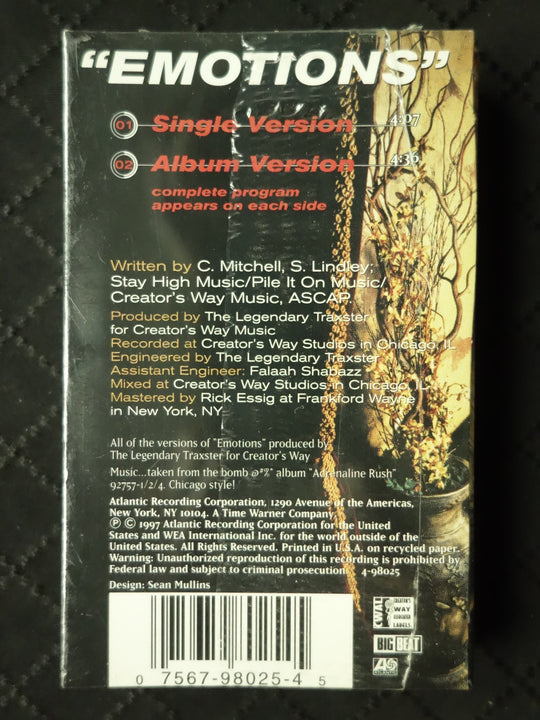 “EMOTIONS”
01 Single Version 4:07
02 Album Version 4:36
complete program
appears on each side
Written by C. Mitchell, S. Lindley;
Stay High Music/Pile It On Music/
Creator's Way Music, ASCAP.
Produced by The Legendary Traxster
for Creator's Way Music
Recorded at Creator's Way Studios in Chicago, IL
Engineered by The Legendary Traxster
Assistant Engineer: Falaah Shabazz
Mixed at Creator's Way Studios in Chicago, IL
Mastered by Rick Essig at Frankford Wayne
in New York, NY
All of the versions of "Emotions" produced by
The Legendary Traxster for Creator's Way
Music...taken from the bomb @*%" album "Adrenaline Rush"
92757-1/2/4. Chicago style!
Atlantic Recording Corporation, 1290 Avenue of the Americas,
New York, NY 10104. A Time Warner Company
℗ © 1997 Atlantic Recording Corporation for the United
States and WEA International Inc. for the world outside of the
United States. All Rights Reserved. Printed in U.S.A. on recycled paper.
Warning: Unauthorized reproduction of this recording is prohibited by
Federal law and subject to criminal prosecution. 4-98025
Design: Sean Mullins
CREATOR'S
WAY
LABELS
BIG BEAT
ATLANTIC
0 7567-98025-4 5